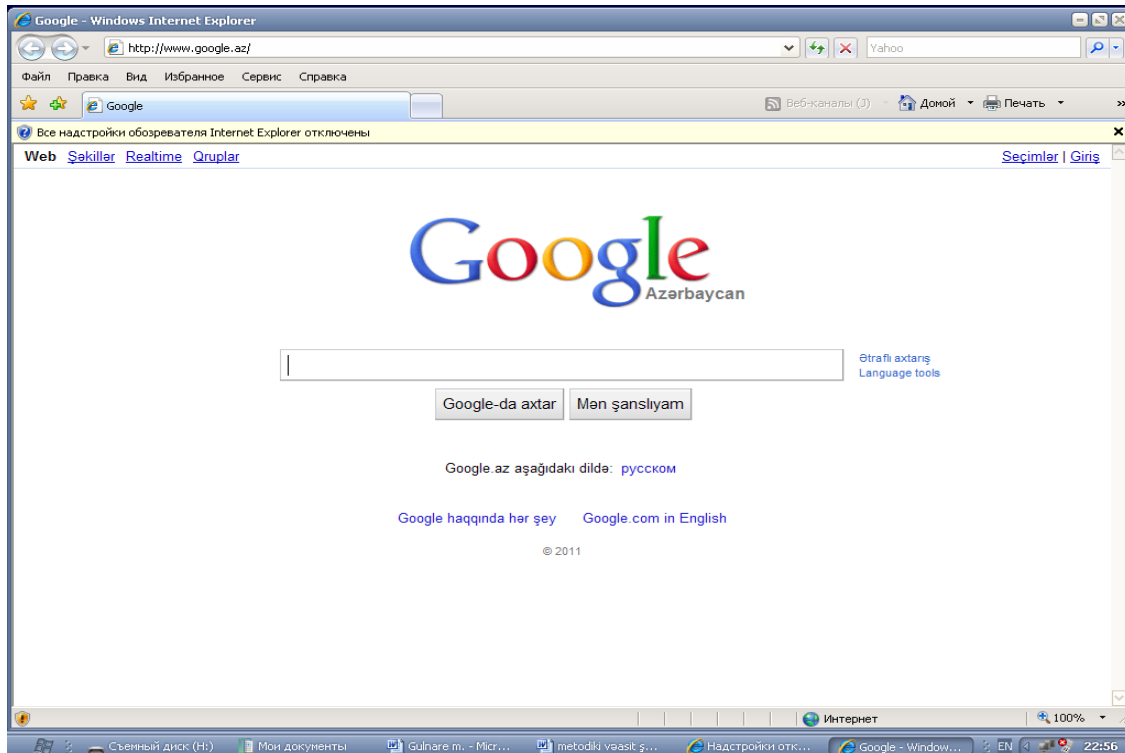 Google - Windows Internet Explorer
http://www.google.az/
Yahoo
Файл Правка Вид Избранное Сервис Справка
Google
Веб-каналы (J) Домой Печать »
Все надстройки обозревателя Internet Explorer отключены
Web Şəkillər Realtime Qruplar Seçimlər | Giriş
Google
Azərbaycan
Ətraflı axtarış
Language tools
Google-da axtar Mən şanslıyam
Google.az aşağıdakı dildə: русском
Google haqqında hər şey Google.com in English
© 2011
Интернет 100%
Съемный диск (H:) Мои документы Gulnare m. - Micr... metodiki vəasit ş... Надстройки отк... Google - Window... EN 22:56